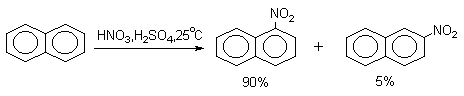 HNO₃,H₂SO₄,25°C
NO₂
+
NO₂
90%
5%